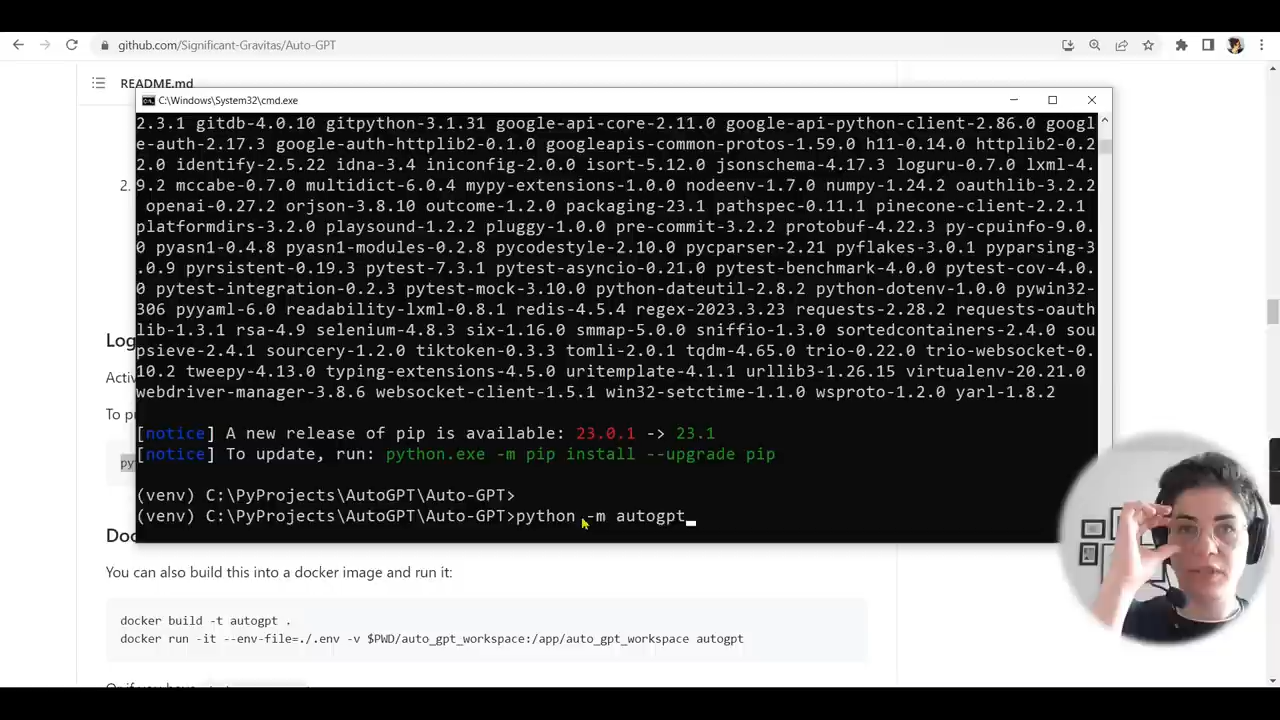 github.com/Significant-Gravitas/Auto-GPT
README.md
C:\Windows\System32\cmd.exe
2.3.1 gitdb-4.0.10 gitpython-3.1.31 google-api-core-2.11.0 google-api-python-client-2.86.0 googl
e-auth-2.17.3 google-auth-httplib2-0.1.0 googleapis-common-protos-1.59.0 h11-0.14.0 httplib2-0.2
2.0 identify-2.5.22 idna-3.4 iniconfig-2.0.0 isort-5.12.0 jsonschema-4.17.3 loguru-0.7.0 lxml-4.
2.
9.2 mccabe-0.7.0 multidict-6.0.4 mypy-extensions-1.0.0 nodeenv-1.7.0 numpy-1.24.2 oauthlib-3.2.2
openai-0.27.2 orjson-3.8.10 outcome-1.2.0 packaging-23.1 pathspec-0.11.1 pinecone-client-2.2.1
platformdirs-3.2.0 playsound-1.2.2 pluggy-1.0.0 pre-commit-3.2.2 protobuf-4.22.3 py-cpuinfo-9.0.
0 pyasn1-0.4.8 pyasn1-modules-0.2.8 pycodestyle-2.10.0 pycparser-2.21 pyflakes-3.0.1 pyparsing-3
.0.9 pyrsistent-0.19.3 pytest-7.3.1 pytest-asyncio-0.21.0 pytest-benchmark-4.0.0 pytest-cov-4.0.
0 pytest-integration-0.2.3 pytest-mock-3.10.0 python-dateutil-2.8.2 python-dotenv-1.0.0 pywin32-
306 pyyaml-6.0 readability-lxml-0.8.1 redis-4.5.4 regex-2023.3.23 requests-2.28.2 requests-oauth
lib-1.3.1 rsa-4.9 selenium-4.8.3 six-1.16.0 smmap-5.0.0 sniffio-1.3.0 sortedcontainers-2.4.0 sou
Log
psieve-2.4.1 sourcery-1.2.0 tiktoken-0.3.3 tomli-2.0.1 tqdm-4.65.0 trio-0.22.0 trio-websocket-0.
Activ
10.2 tweepy-4.13.0 typing-extensions-4.5.0 uritemplate-4.1.1 urllib3-1.26.15 virtualenv-20.21.0
webdriver-manager-3.8.6 websocket-client-1.5.1 win32-setctime-1.1.0 wsproto-1.2.0 yarl-1.8.2
To pr
[notice] A new release of pip is available: 23.0.1 -> 23.1
[notice] To update, run: python.exe -m pip install --upgrade pip
py
(venv) C:\PyProjects\AutoGPT\Auto-GPT>
(venv) C:\PyProjects\AutoGPT\Auto-GPT>python -m autogpt_
Doc
You can also build this into a docker image and run it:
docker build -t autogpt .
docker run -it --env-file=./.env -v $PWD/auto_gpt_workspace:/app/auto_gpt_workspace autogpt